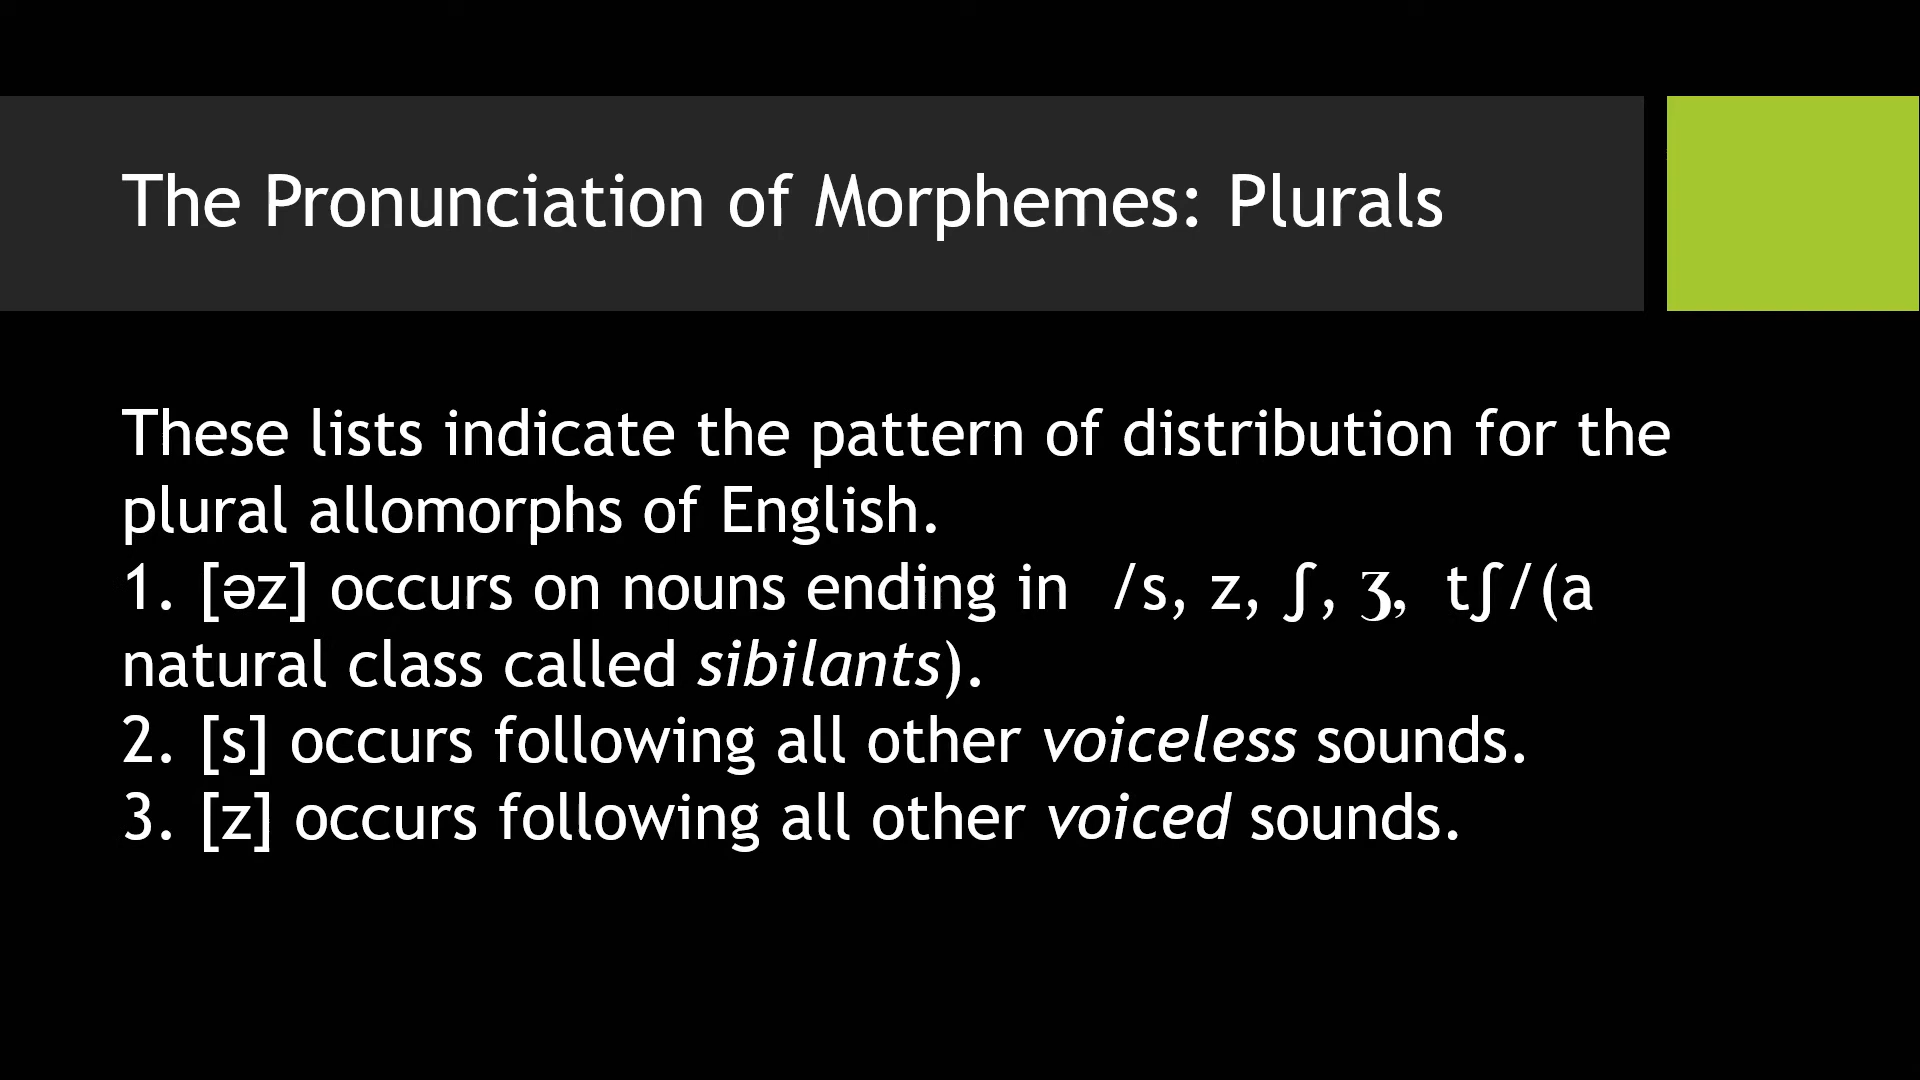 The Pronunciation of Morphemes: Plurals
These lists indicate the pattern of distribution for the
plural allomorphs of English.
1. [əz] occurs on nouns ending in /s, z, ʃ, ʒ, tʃ/(a
natural class called sibilants).
2. [s] occurs following all other voiceless sounds.
3. [z] occurs following all other voiced sounds.